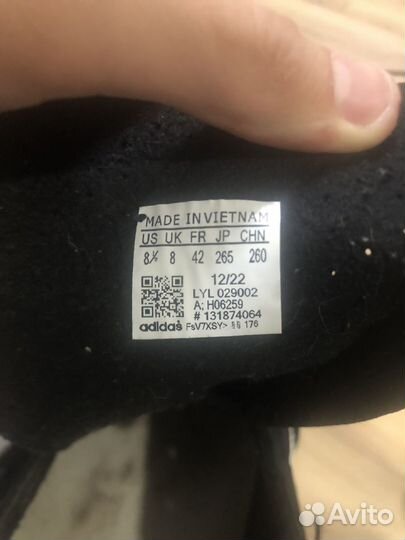 MADE IN VIETNAM
US UK FR JP CHN
8½ 8 42 265 260
12/22
LYL 029002
A; H06259
# 131874064
adidas FsV7XSY> 176
Avito